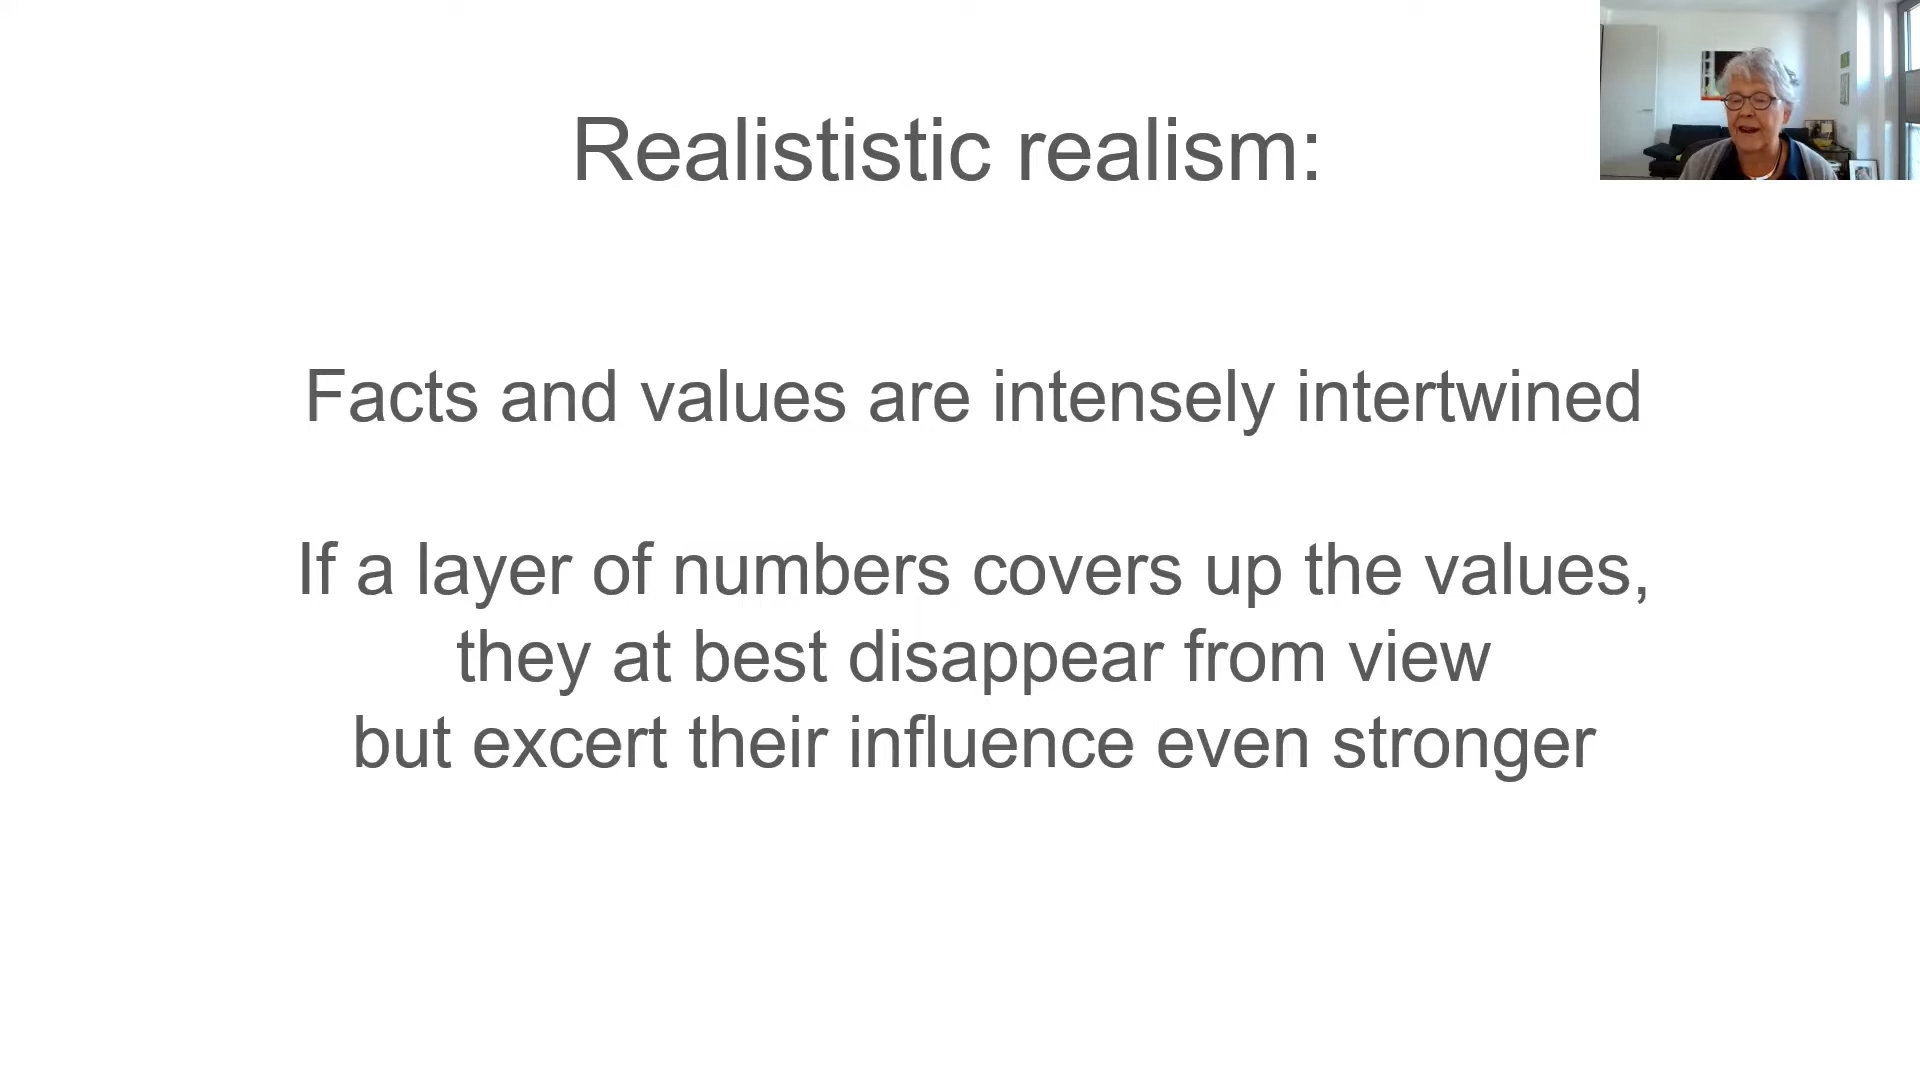 Realististic realism:
Facts and values are intensely intertwined
If a layer of numbers covers up the values,
they at best disappear from view
but excert their influence even stronger